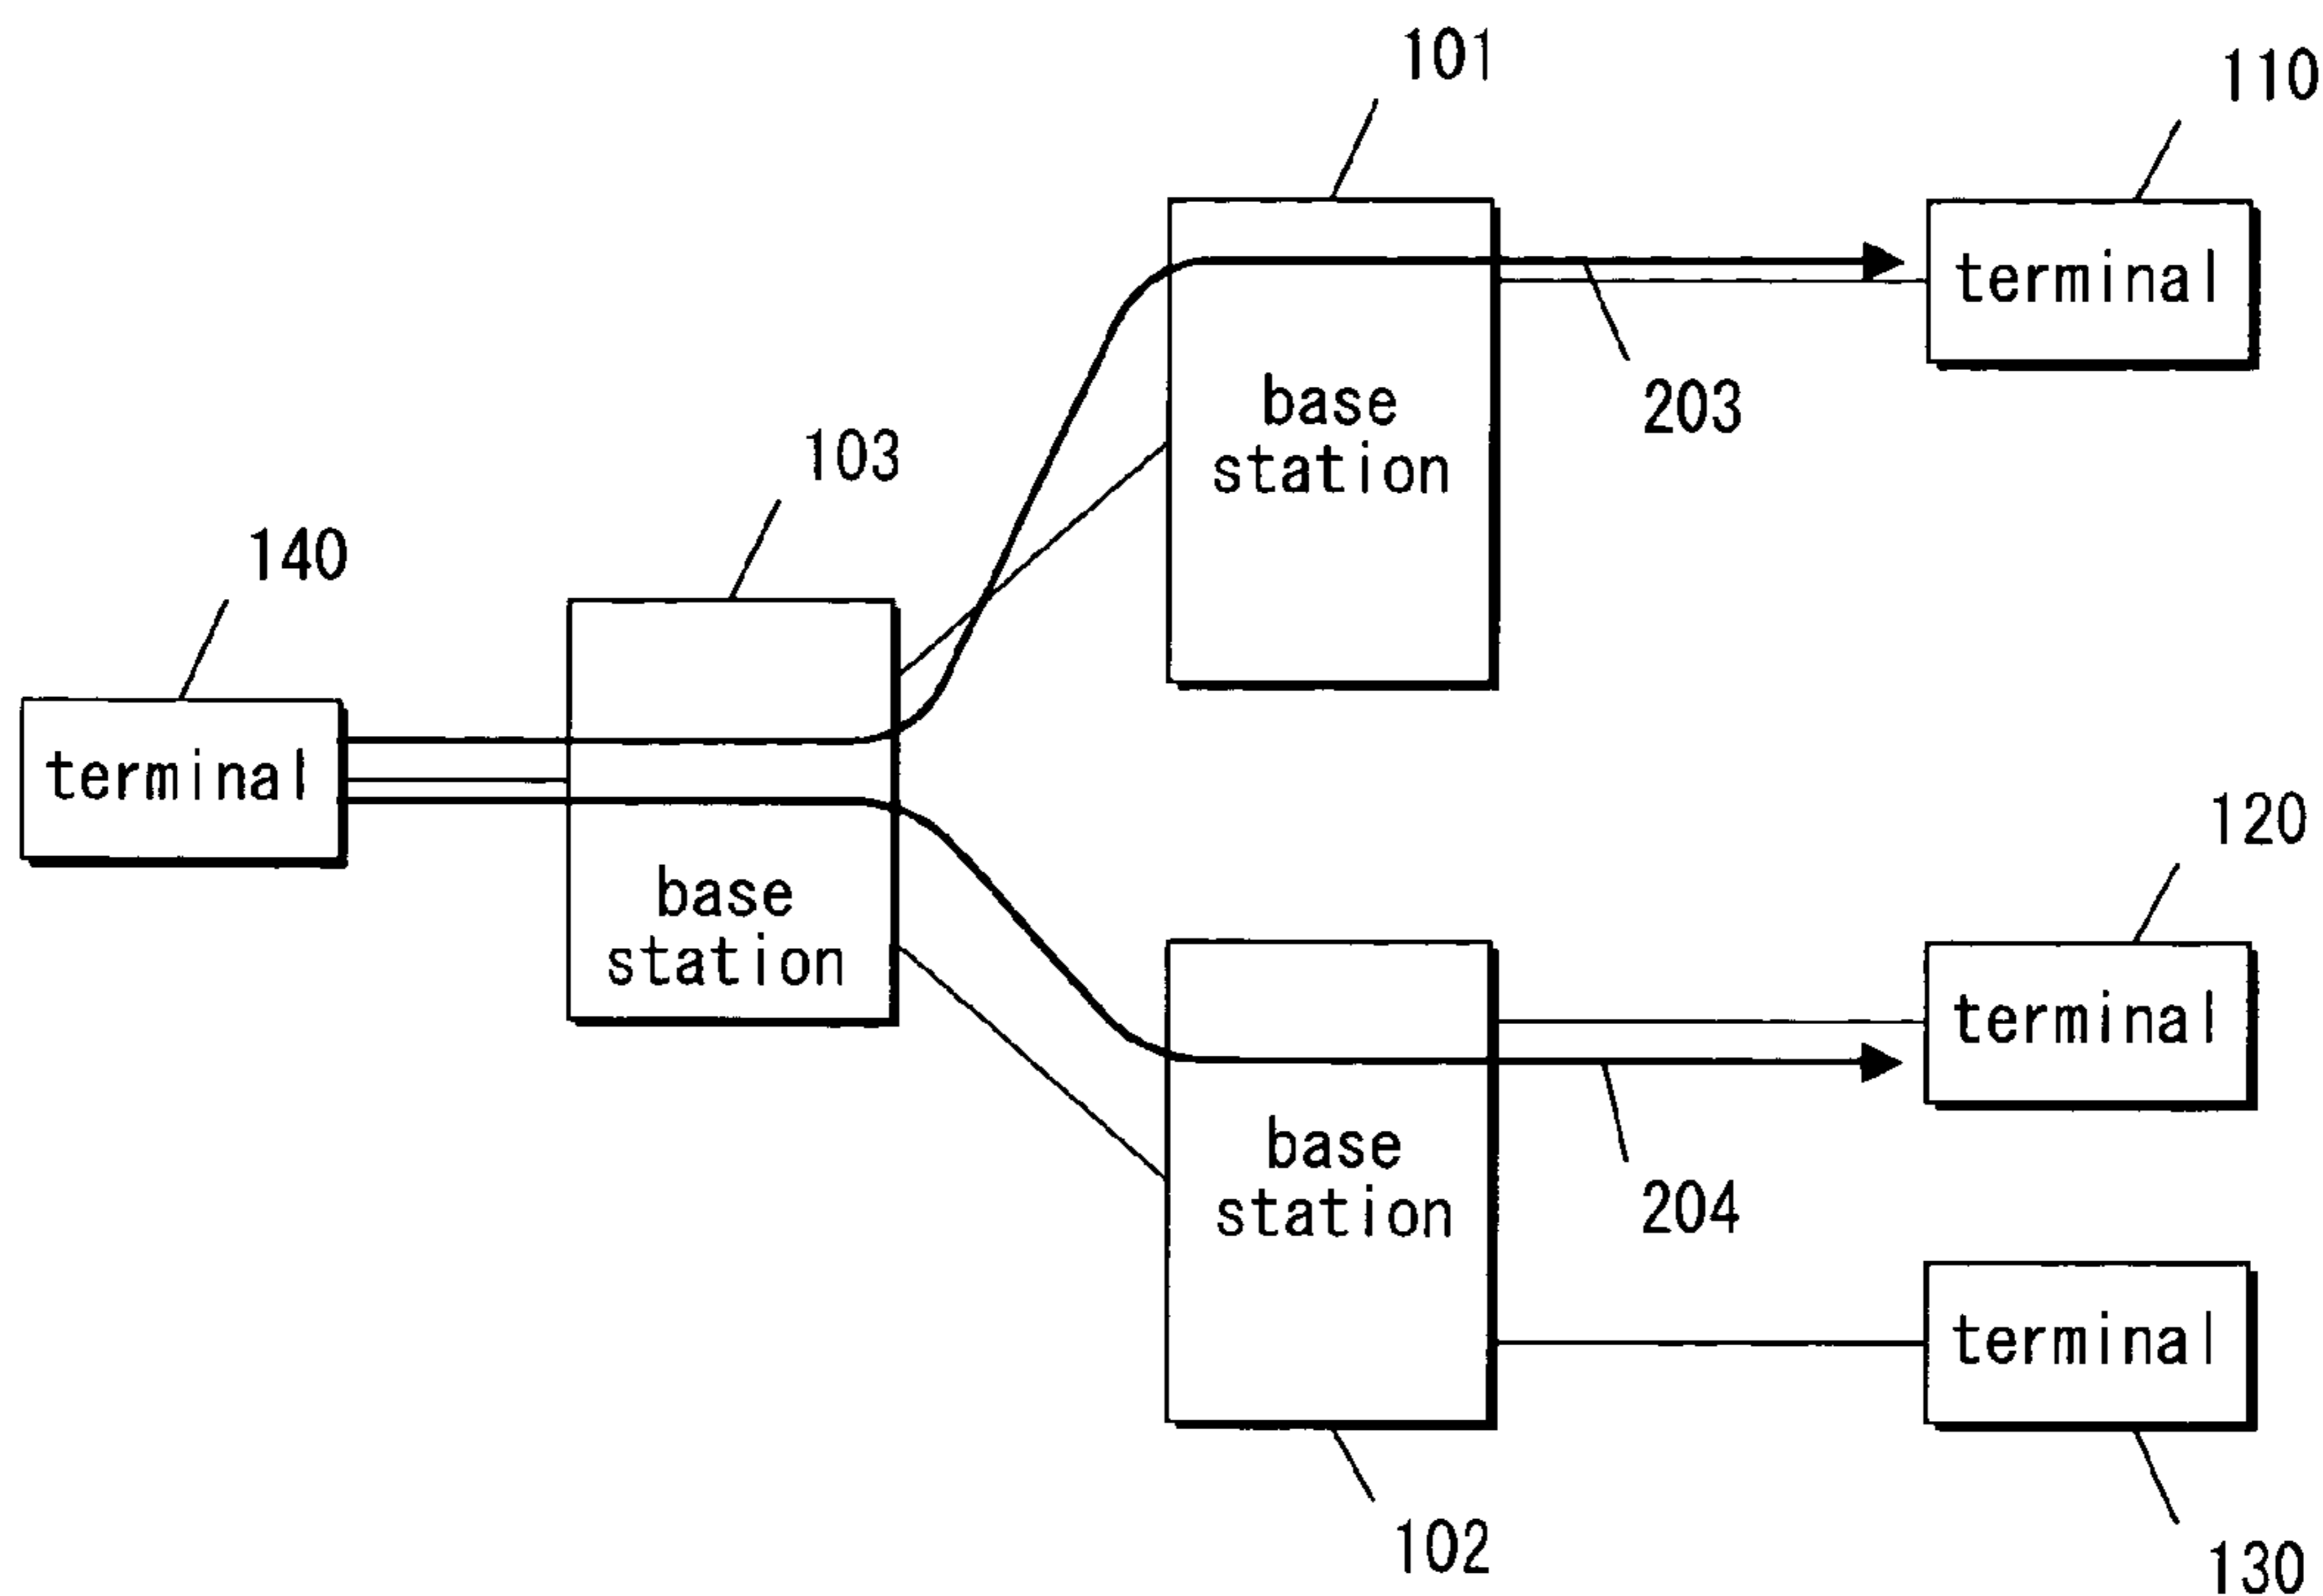 101
110
terminal
base
station
203
103
140
terminal
base
station
120
terminal
base
station
204
terminal
102
130